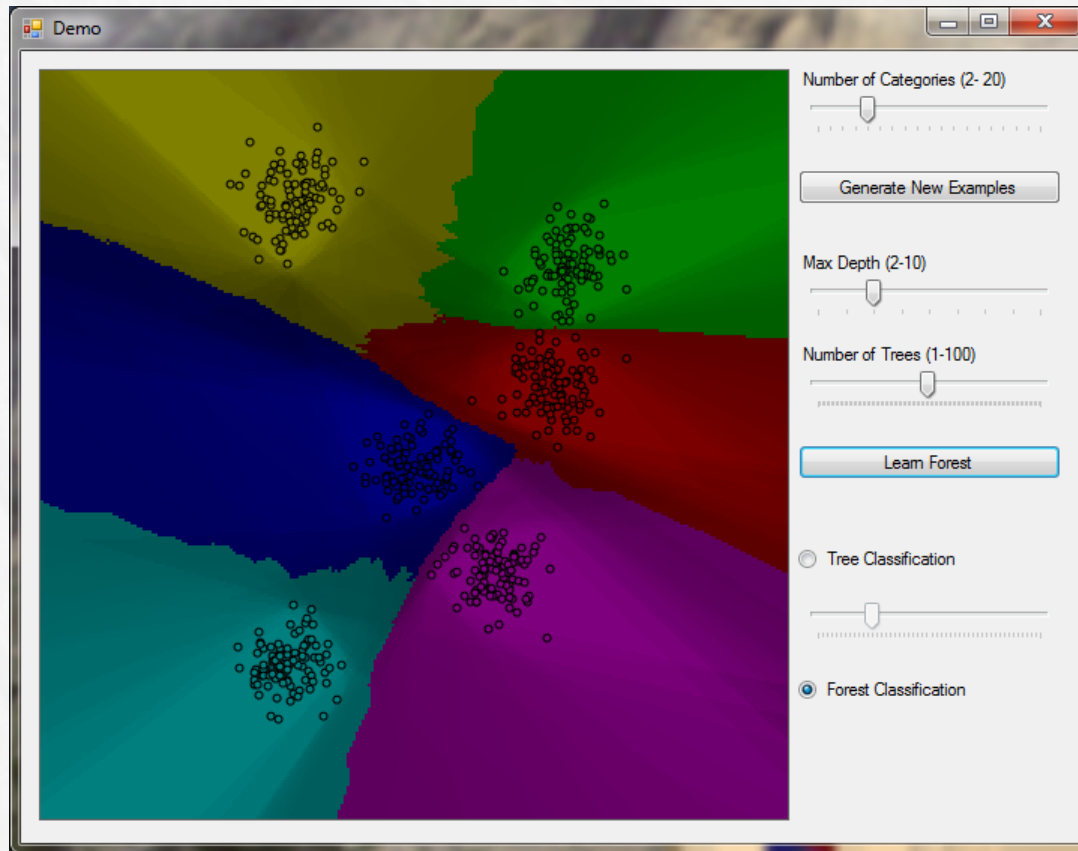 Demo
Number of Categories (2- 20)
Generate New Examples
Max Depth (2-10)
Number of Trees (1-100)
Learn Forest
Tree Classification
Forest Classification